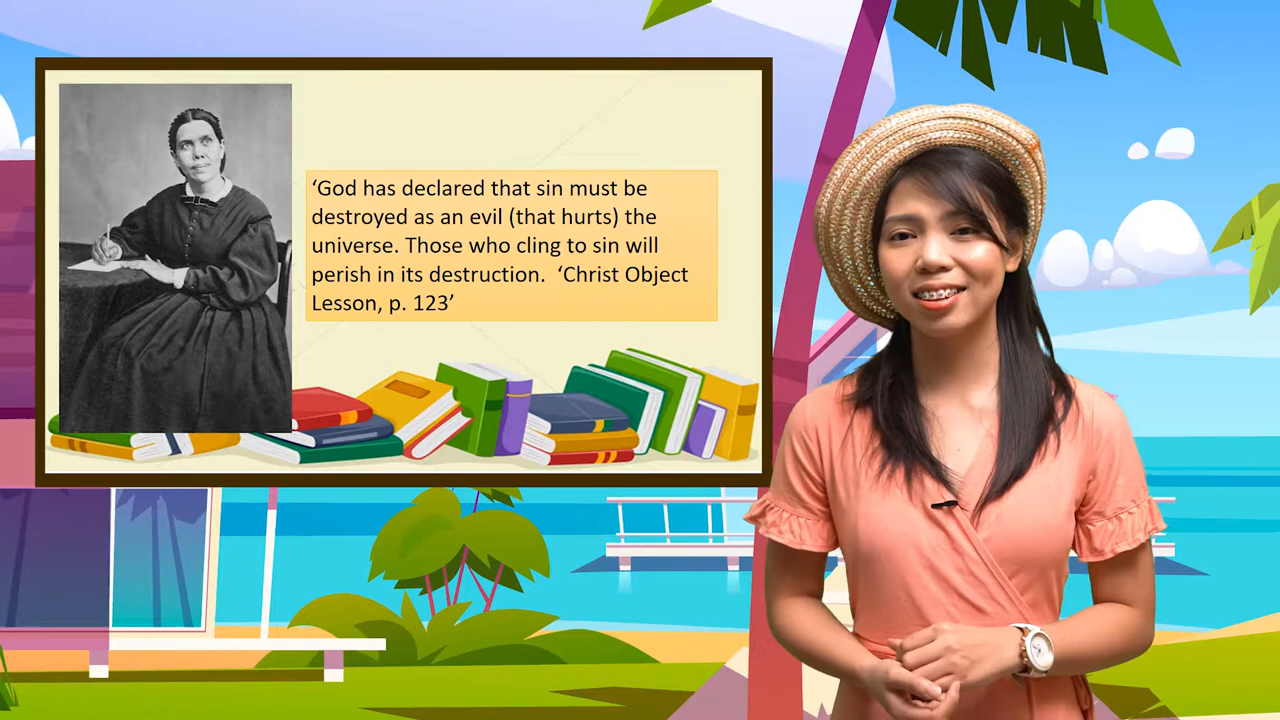 ‘God has declared that sin must be
destroyed as an evil (that hurts) the
universe. Those who cling to sin will
perish in its destruction.  ‘Christ Object
Lesson, p. 123’